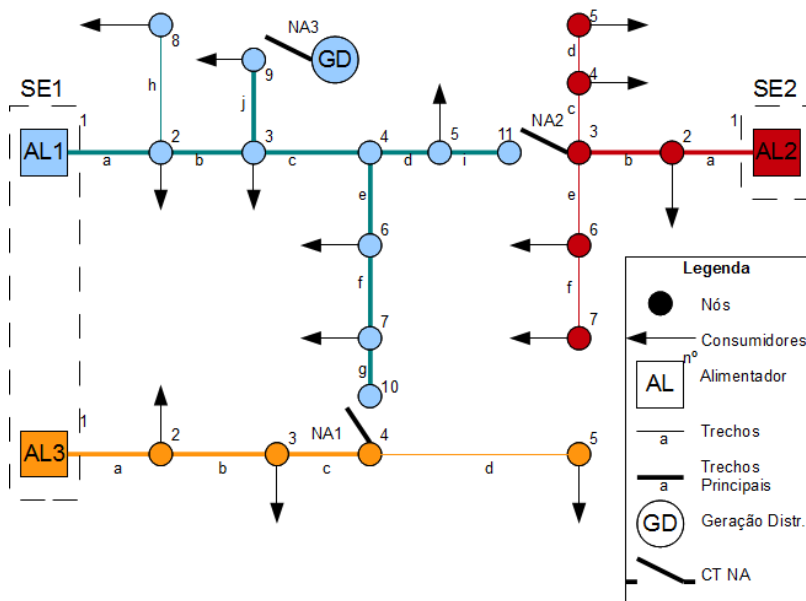 8
NA3
GD
5
SE1
h
9
d
4
SE2
j
NA2
c
1
2
3
4
5
11
3
2
1
AL1
a
b
c
d
i
b
a
AL2
e
e
6
6
Legenda
f
f
Nós
7
7
Consumidores
g
nº
10
AL
Alimentador
1
2
NA1
3
4
5
AL3
a
b
c
d
a
Trechos
a
Trechos
Principais
GD
Geração Distr.
CT NA